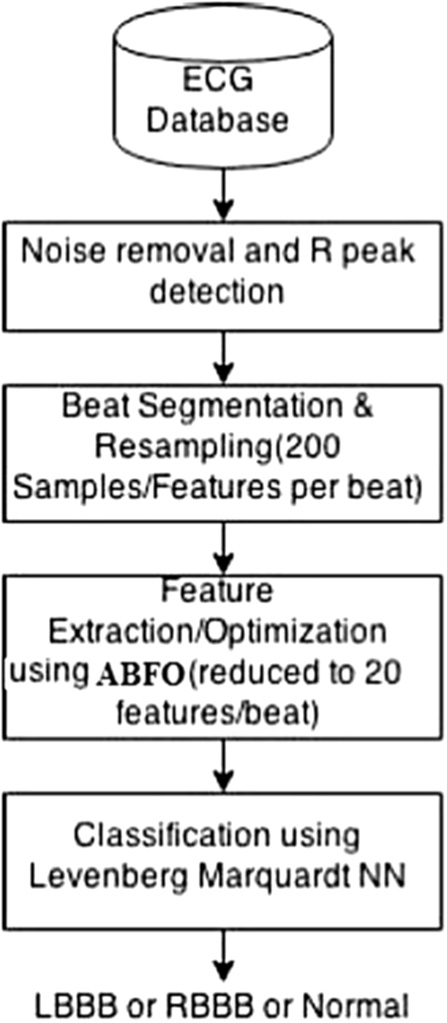 ECG
Database
Noise removal and R peak
detection
Beat Segmentation &
Resampling(200
Samples/Features per beat)
Feature
Extraction/Optimization
using ABFO(reduced to 20
features/beat)
Classification using
Levenberg Marquardt NN
LBBB or RBBB or Normal